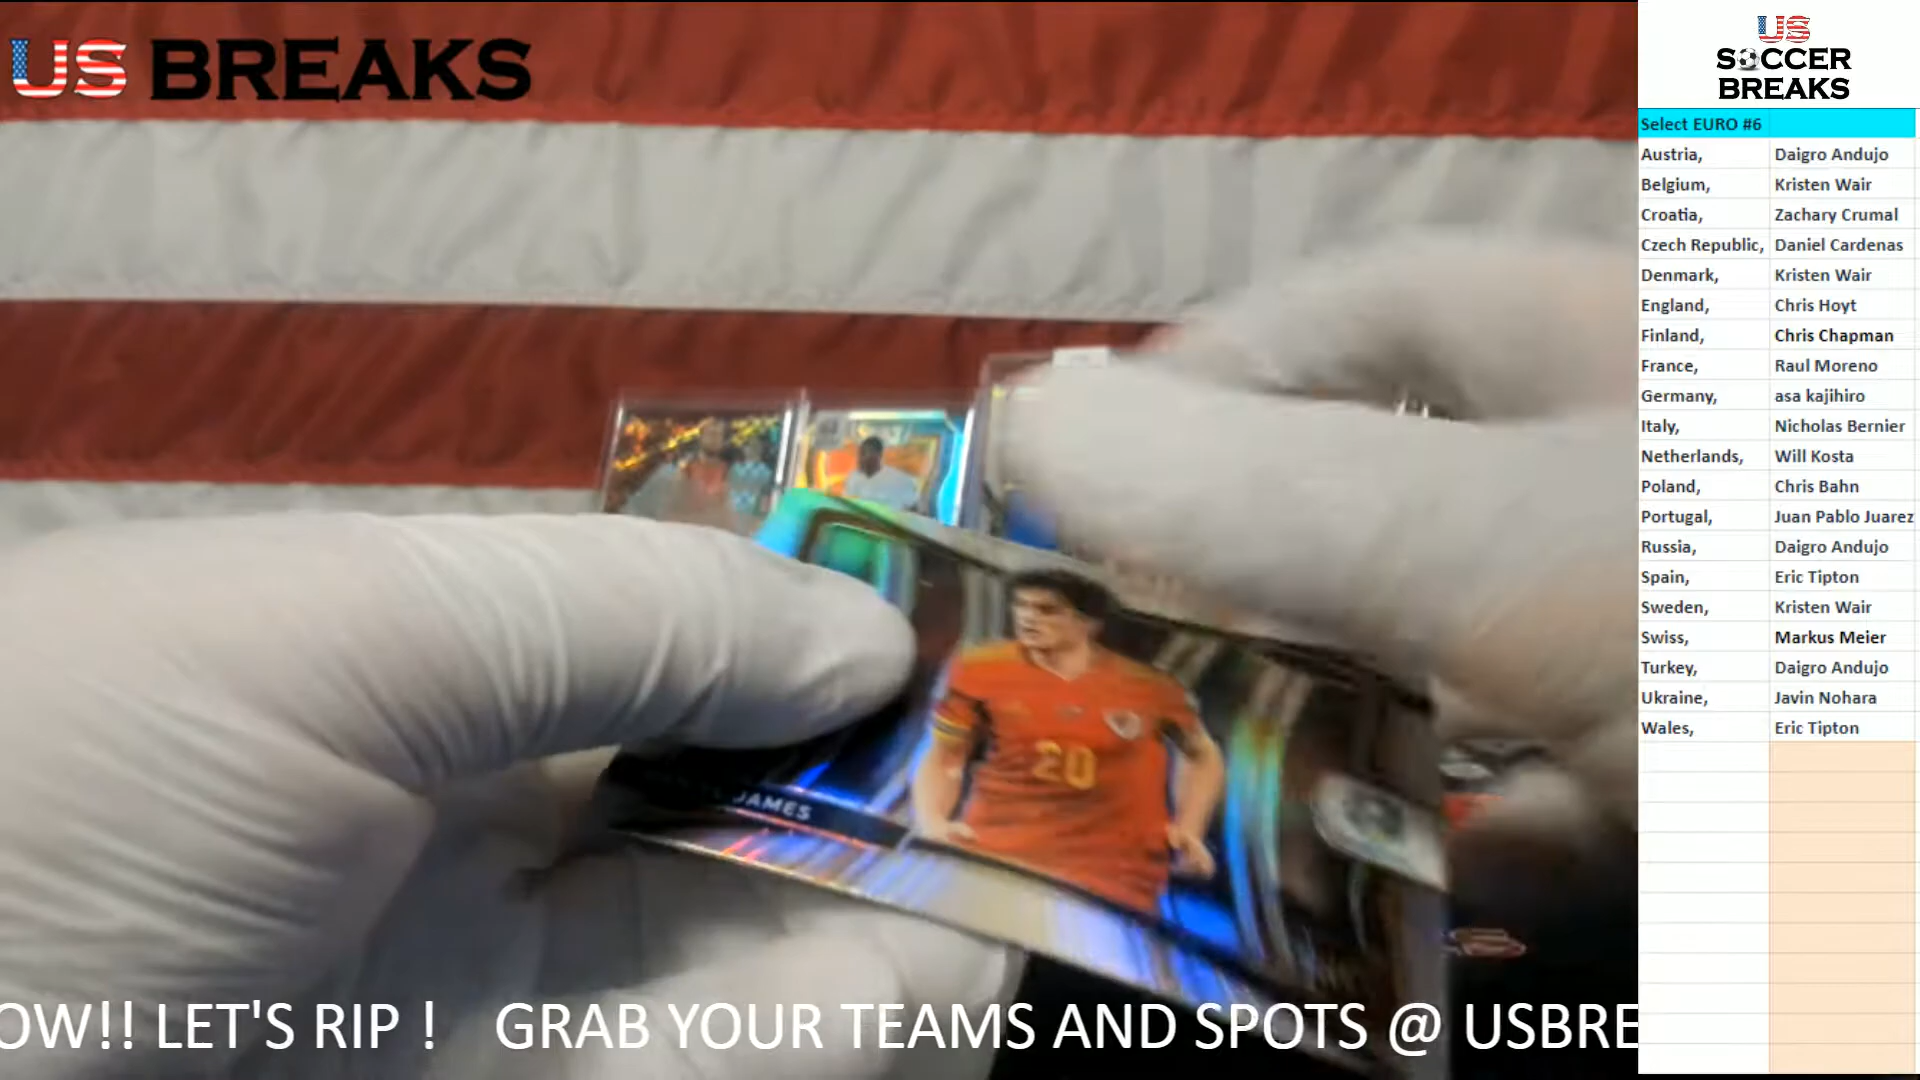 US BREAKS
US
SOCCER
BREAKS
Select EURO #6
Austria, Daigro Andujo
Belgium, Kristen Wair
Croatia, Zachary Crumal
Czech Republic, Daniel Cardenas
Denmark, Kristen Wair
England, Chris Hoyt
Finland, Chris Chapman
France, Raul Moreno
Germany, asa kajihiro
Italy, Nicholas Bernier
Netherlands, Will Kosta
Poland, Chris Bahn
Portugal, Juan Pablo Juarez
Russia, Daigro Andujo
Spain, Eric Tipton
Sweden, Kristen Wair
Swiss, Markus Meier
Turkey, Daigro Andujo
Ukraine, Javin Nohara
Wales, Eric Tipton
20
JAMES
OW!! LET'S RIP ! GRAB YOUR TEAMS AND SPOTS @ USBRE